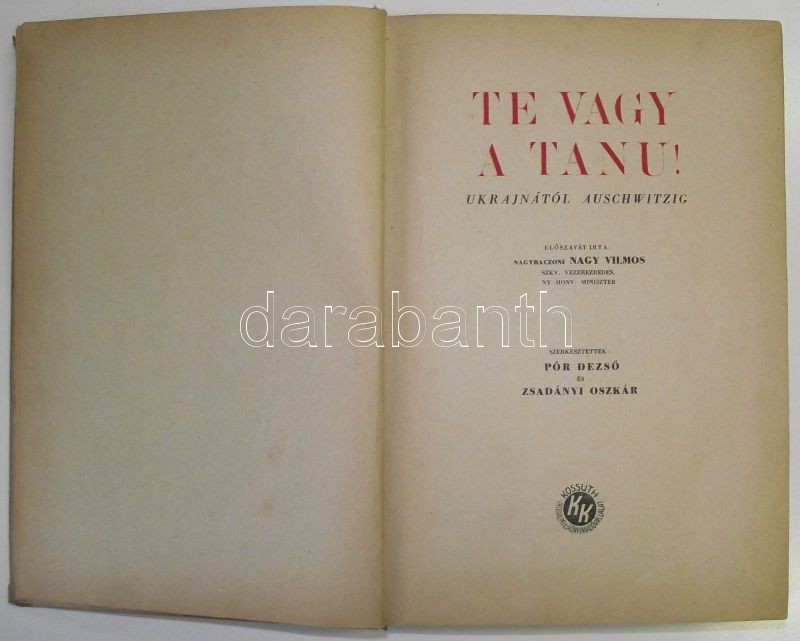 TE VAGY
A TANU!
UKRAJNÁTÓL AUSCHWITZIG
ELŐSZAVÁT IRTA:
NAGYBACZONI NAGY VILMOS
SZKV. VEZÉREZREDES,
NY. HONV. MINISZTER
darabanth
SZERKESZTETTÉK:
PÓR DEZSŐ
ÉS
ZSADÁNYI OSZKÁR
KOSSUTH
KK